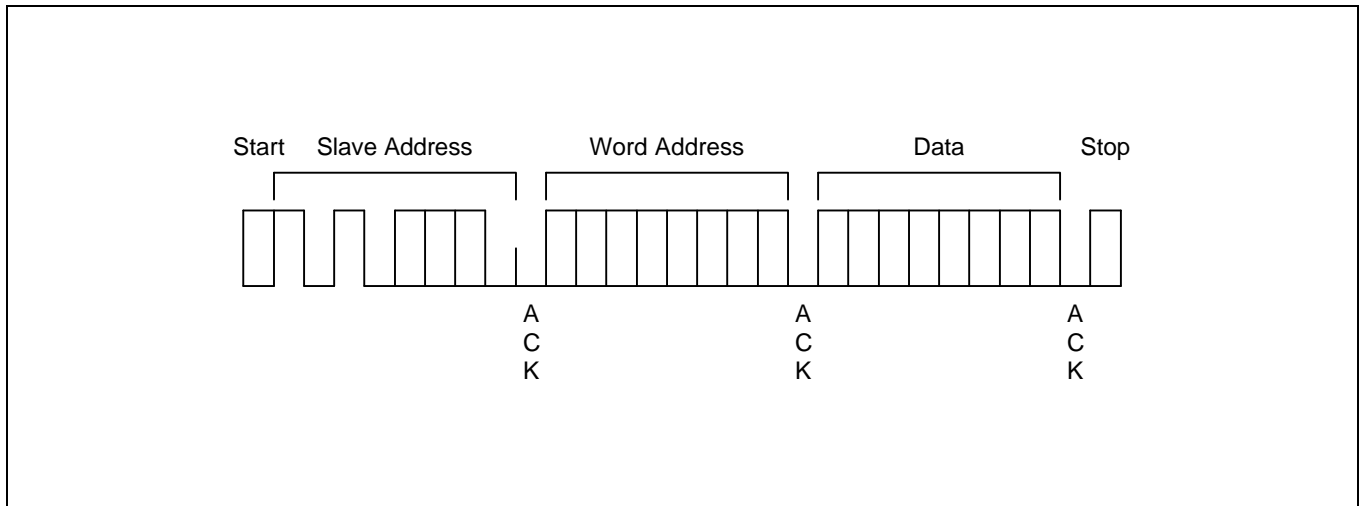 Start Slave Address Word Address Data Stop
A A A
C C C
K K K